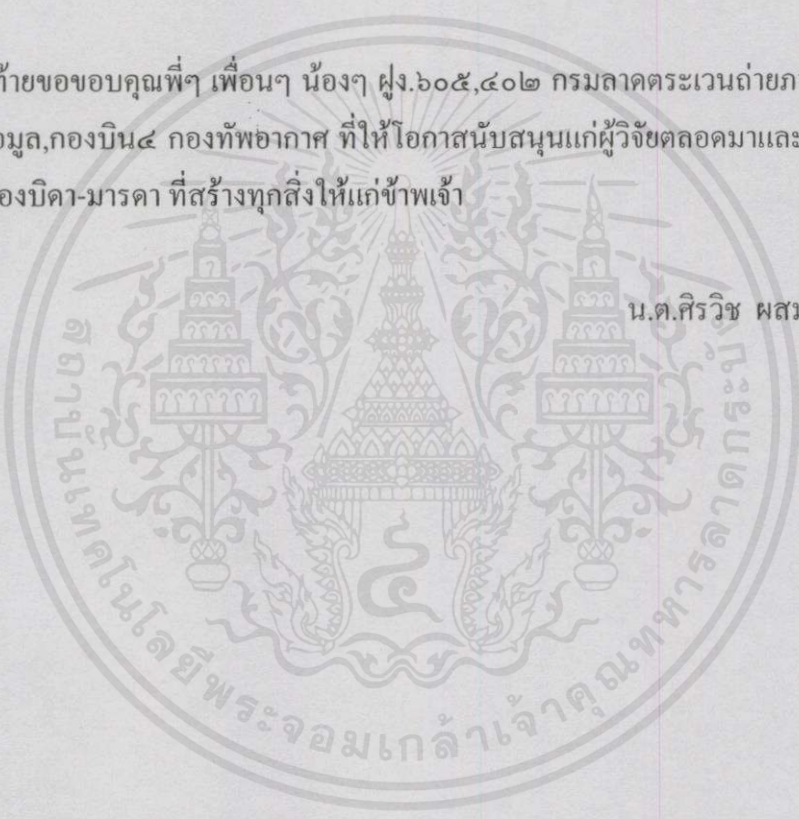 ท้ายขอขอบคุณพี่ๆ เพื่อนๆ น้องๆ ฝูง.๖๐๕,๔๐๒ กรมลาดตระเวนถ่ายภ
อมูล,กองบิน๔ กองทัพอากาศ ที่ให้โอกาสนับสนุนแก่ผู้วิจัยตลอดมาและ
องบิดา-มารดา ที่สร้างทุกสิ่งให้แก่ข้าพเจ้า
น.ต.ศิรวิช ผสม
สถาบันเทคโนโลยีพระจอมเกล้าเจ้าคุณทหารลาดกระบัง